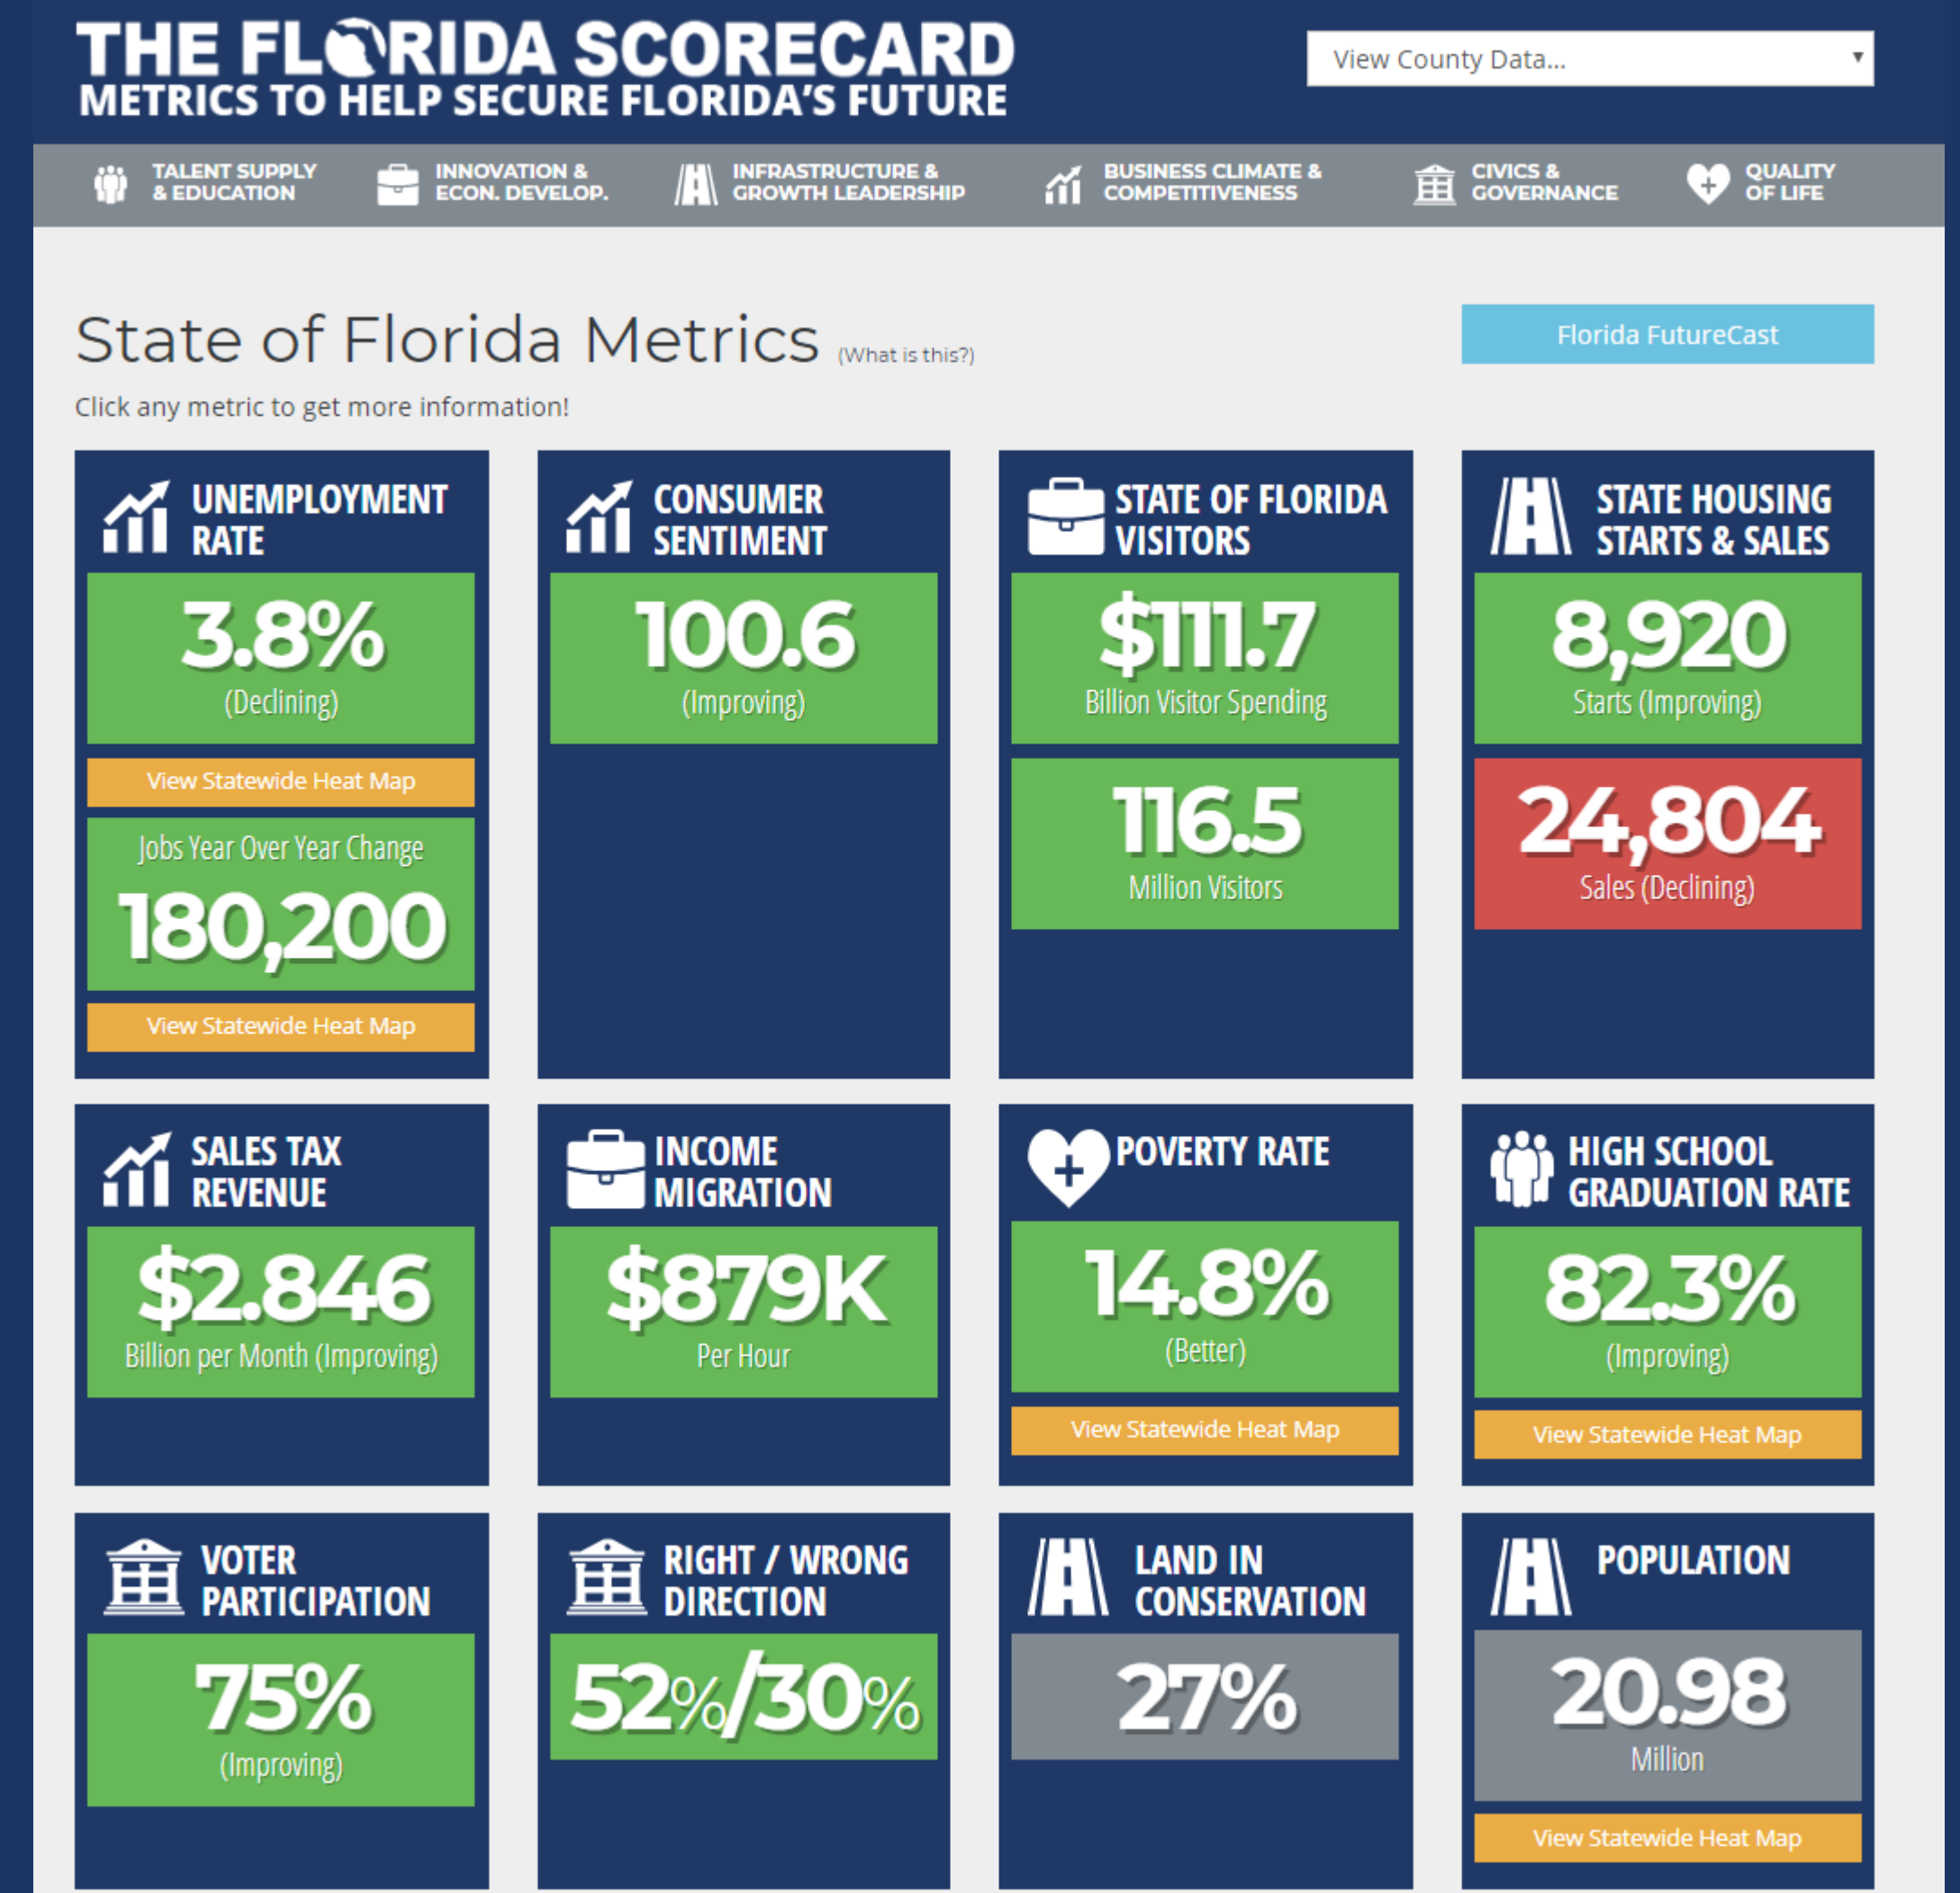 THE FLORIDA SCORECARD
METRICS TO HELP SECURE FLORIDA'S FUTURE
View County Data...
TALENT SUPPLY
& EDUCATION
INNOVATION &
ECON. DEVELOP.
INFRASTRUCTURE &
GROWTH LEADERSHIP
BUSINESS CLIMATE &
COMPETITIVENESS
CIVICS &
GOVERNANCE
QUALITY
OF LIFE
State of Florida Metrics (What is this?)
Florida FutureCast
Click any metric to get more information!
UNEMPLOYMENT
RATE
3.8%
(Declining)
View Statewide Heat Map
Jobs Year Over Year Change
180,200
View Statewide Heat Map
CONSUMER
SENTIMENT
100.6
(Improving)
STATE OF FLORIDA
VISITORS
$111.7
Billion Visitor Spending
116.5
Million Visitors
STATE HOUSING
STARTS & SALES
8,920
Starts (Improving)
24,804
Sales (Declining)
SALES TAX
REVENUE
$2.846
Billion per Month (Improving)
INCOME
MIGRATION
$879K
Per Hour
POVERTY RATE
14.8%
(Better)
View Statewide Heat Map
HIGH SCHOOL
GRADUATION RATE
82.3%
(Improving)
View Statewide Heat Map
VOTER
PARTICIPATION
75%
(Improving)
RIGHT / WRONG
DIRECTION
52%/30%
LAND IN
CONSERVATION
27%
POPULATION
20.98
Million
View Statewide Heat Map